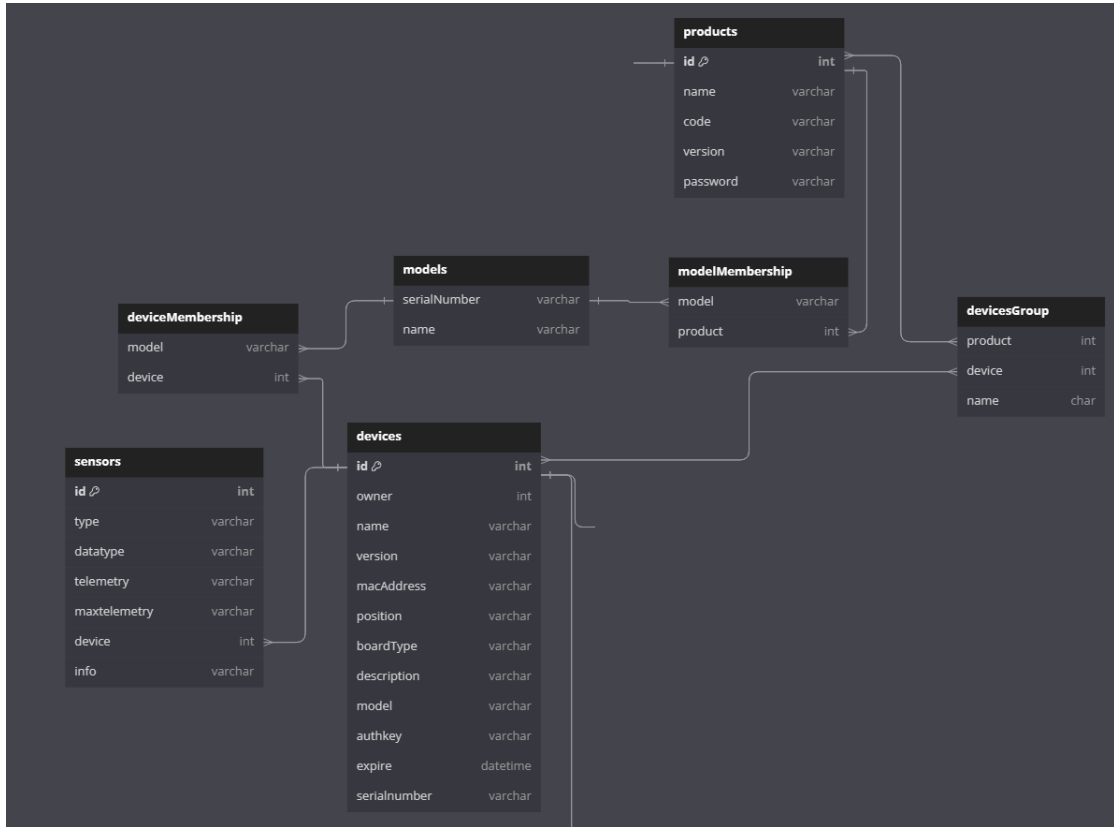 products
id int
name varchar
code varchar
version varchar
password varchar
models
serialNumber varchar
name varchar
modelMembership
model varchar
product int
devicesGroup
product int
device int
name char
deviceMembership
model varchar
device int
devices
id int
owner int
name varchar
version varchar
macAddress varchar
position varchar
boardType varchar
description varchar
model varchar
authkey varchar
expire datetime
serialnumber varchar
sensors
id int
type varchar
datatype varchar
telemetry varchar
maxtelemetry varchar
device int
info varchar